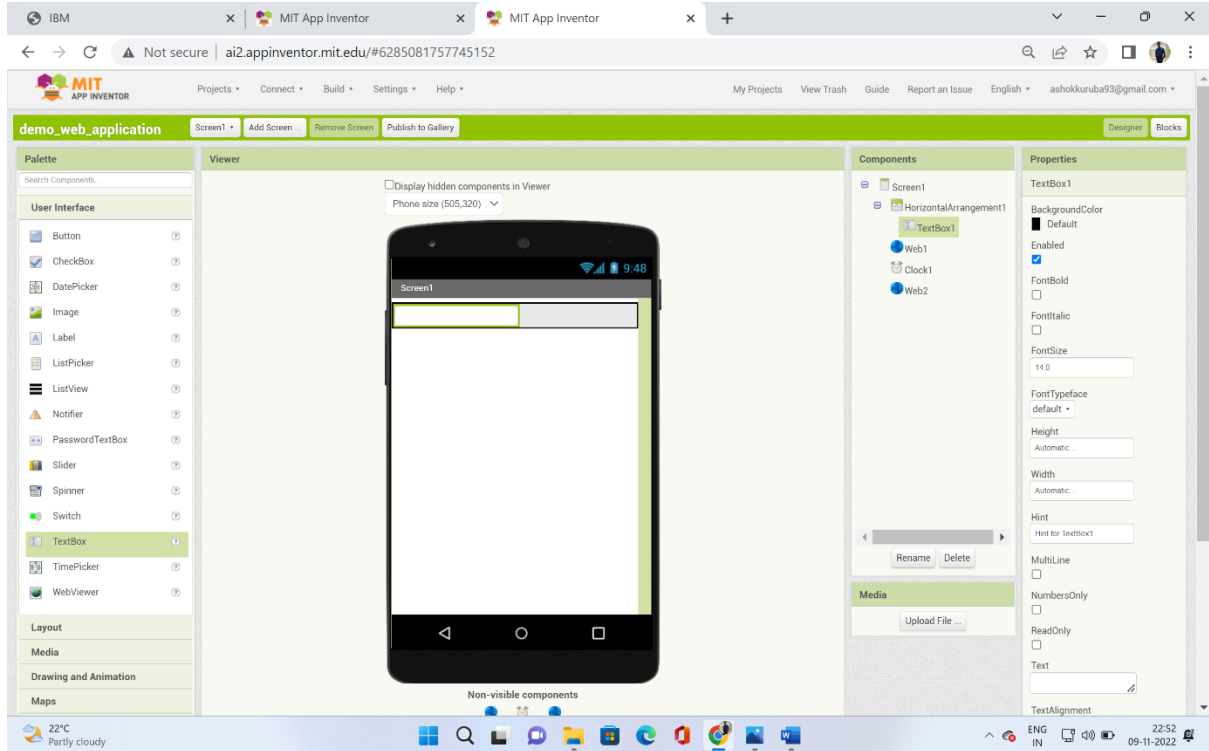 IBM
MIT App Inventor
MIT App Inventor
Not secure ai2.appinventor.mit.edu/#6285081757745152
MIT
APP INVENTOR
Projects Connect Build Settings Help My Projects View Trash Guide Report an Issue English ashokkuruba93@gmail.com
demo_web_application Screen1 Add Screen ... Remove Screen Publish to Gallery Designer Blocks
Palette
Search Components...
User Interface
Button
CheckBox
DatePicker
Image
Label
ListPicker
ListView
Notifier
PasswordTextBox
Slider
Spinner
Switch
TextBox
TimePicker
WebViewer
Layout
Media
Drawing and Animation
Maps
Viewer
Display hidden components in Viewer
Phone size (505,320)
9:48
Screen1
Non-visible components
Components
Screen1
HorizontalArrangement1
TextBox1
Web1
Clock1
Web2
Rename Delete
Media
Upload File ...
Properties
TextBox1
BackgroundColor
Default
Enabled
FontBold
FontItalic
FontSize
14.0
FontTypeface
default
Height
Automatic...
Width
Automatic...
Hint
Hint for TextBox1
MultiLine
NumbersOnly
ReadOnly
Text
TextAlignment
22°C
Partly cloudy
ENG
IN
22:52
09-11-2022